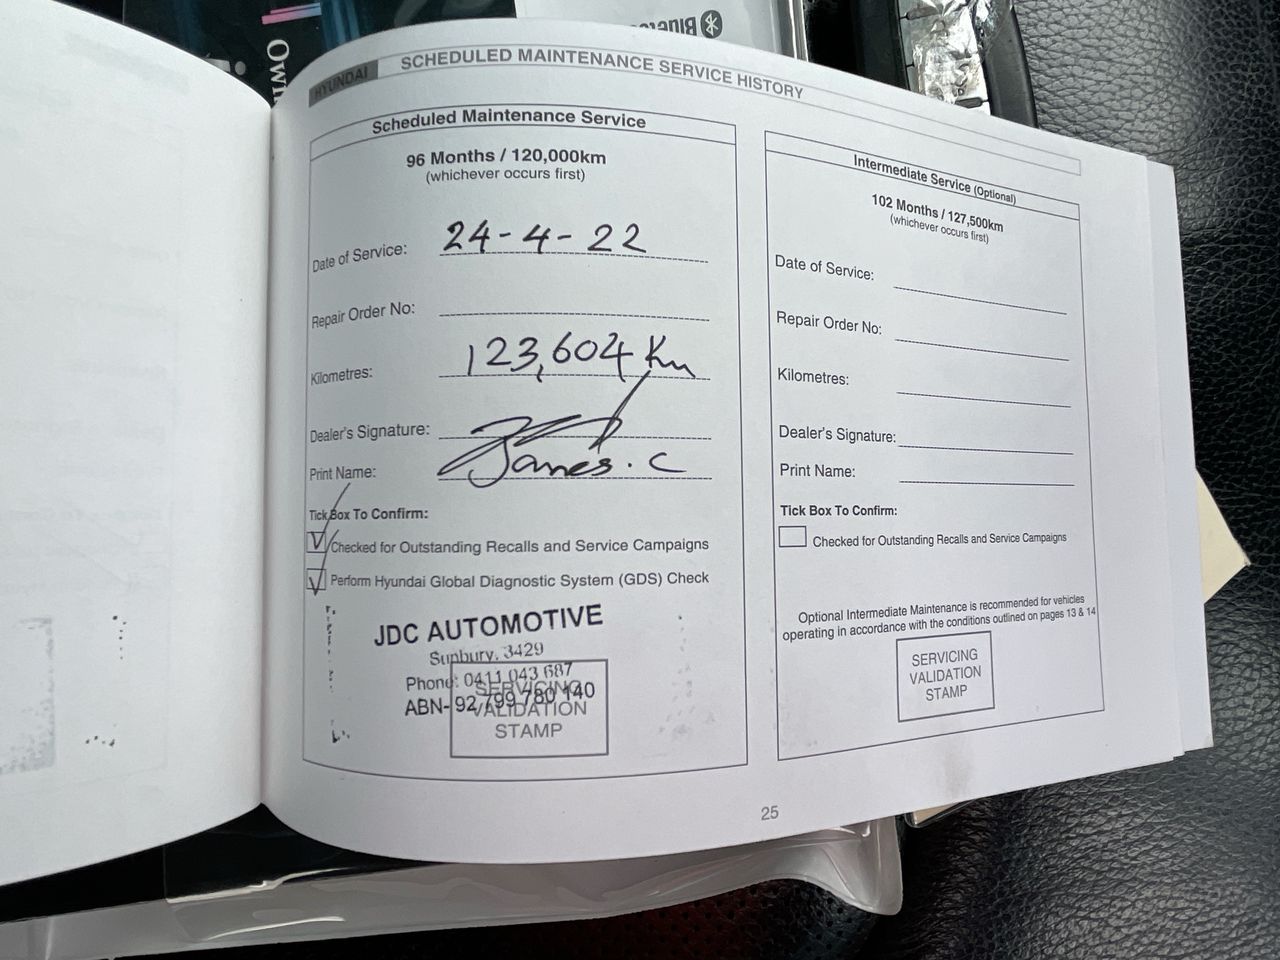 OW
Bluet
HYUNDAI
SCHEDULED MAINTENANCE SERVICE HISTORY
Scheduled Maintenance Service
96 Months / 120,000km
(whichever occurs first)
Date of Service: 24-4-22
Repair Order No:
Kilometres: 123,604 Km
Dealer's Signature:
Print Name: James. C
Tick Box To Confirm:
Checked for Outstanding Recalls and Service Campaigns
Perform Hyundai Global Diagnostic System (GDS) Check
JDC AUTOMOTIVE
Sunbury. 3429
Phone: 0411 043 687
ABN- 92 799 780 140
SERVICING
VALIDATION
STAMP
Intermediate Service (Optional)
102 Months / 127,500km
(whichever occurs first)
Date of Service:
Repair Order No:
Kilometres:
Dealer's Signature:
Print Name:
Tick Box To Confirm:
Checked for Outstanding Recalls and Service Campaigns
Optional Intermediate Maintenance is recommended for vehicles
operating in accordance with the conditions outlined on pages 13 & 14
SERVICING
VALIDATION
STAMP
25